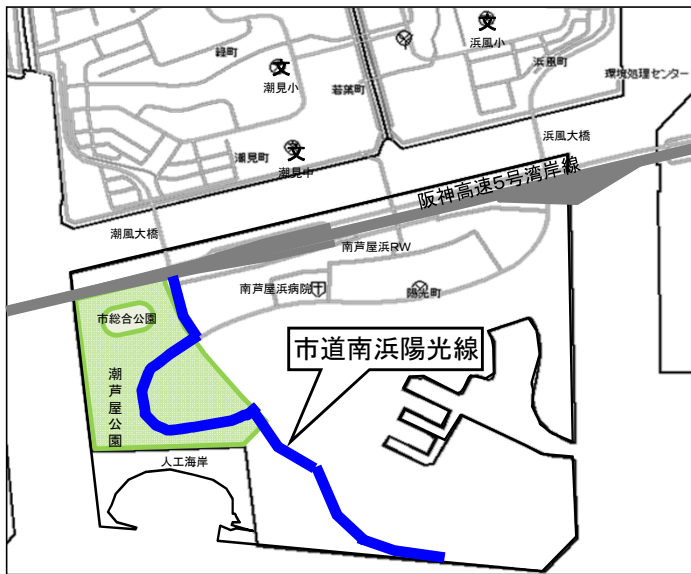 文
浜風小
緑町
文
潮見小
若葉町
浜風町
環境処理センター
浜風大橋
文
潮見町
潮見中
阪神高速5号湾岸線
潮風大橋
南芦屋浜RW
南芦屋浜病院
陽光町
市総合公園
市道南浜陽光線
潮芦屋公園
人工海岸